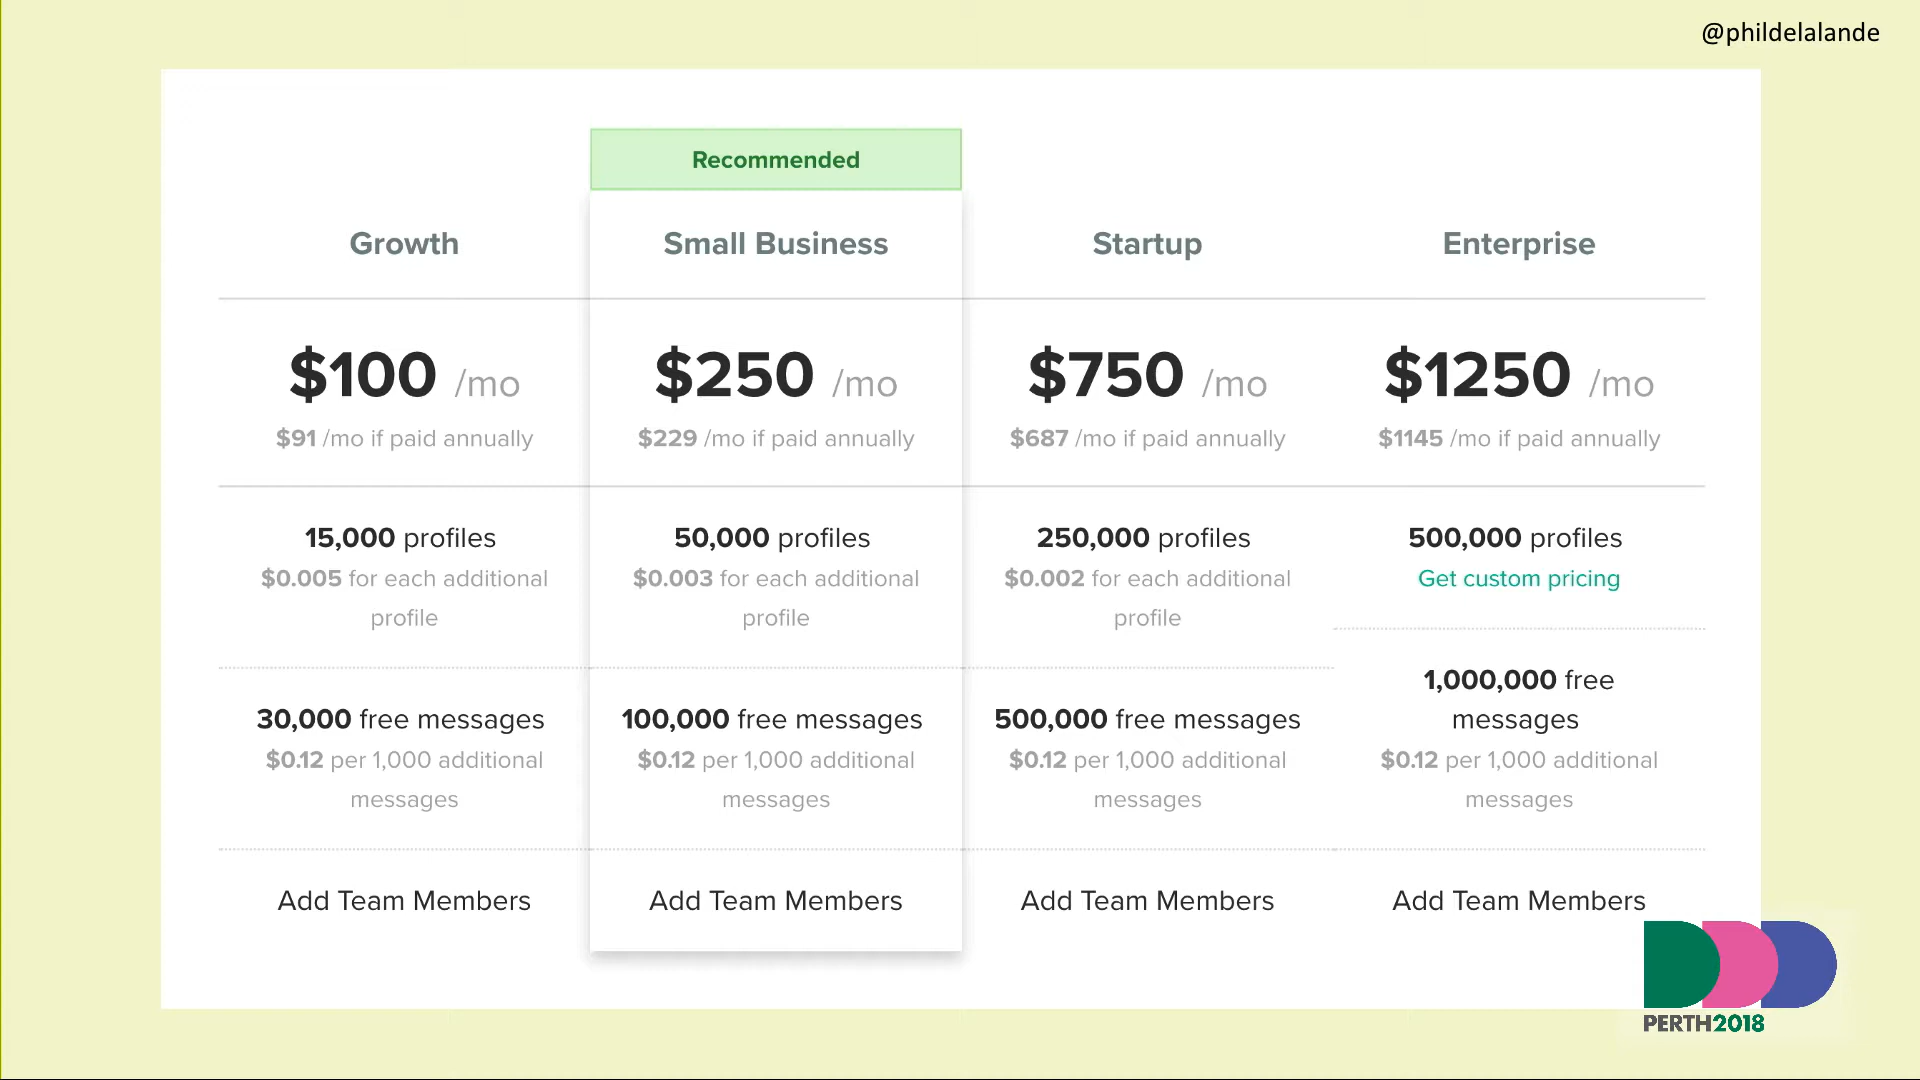 @phildelalande
Recommended
Growth
Small Business
Startup
Enterprise
$100 /mo
$250 /mo
$750 /mo
$1250 /mo
$91 /mo if paid annually
$229 /mo if paid annually
$687 /mo if paid annually
$1145 /mo if paid annually
15,000 profiles
$0.005 for each additional
profile
50,000 profiles
$0.003 for each additional
profile
250,000 profiles
$0.002 for each additional
profile
500,000 profiles
Get custom pricing
30,000 free messages
$0.12 per 1,000 additional
messages
100,000 free messages
$0.12 per 1,000 additional
messages
500,000 free messages
$0.12 per 1,000 additional
messages
1,000,000 free
messages
$0.12 per 1,000 additional
messages
Add Team Members
Add Team Members
Add Team Members
Add Team Members
PERTH2018